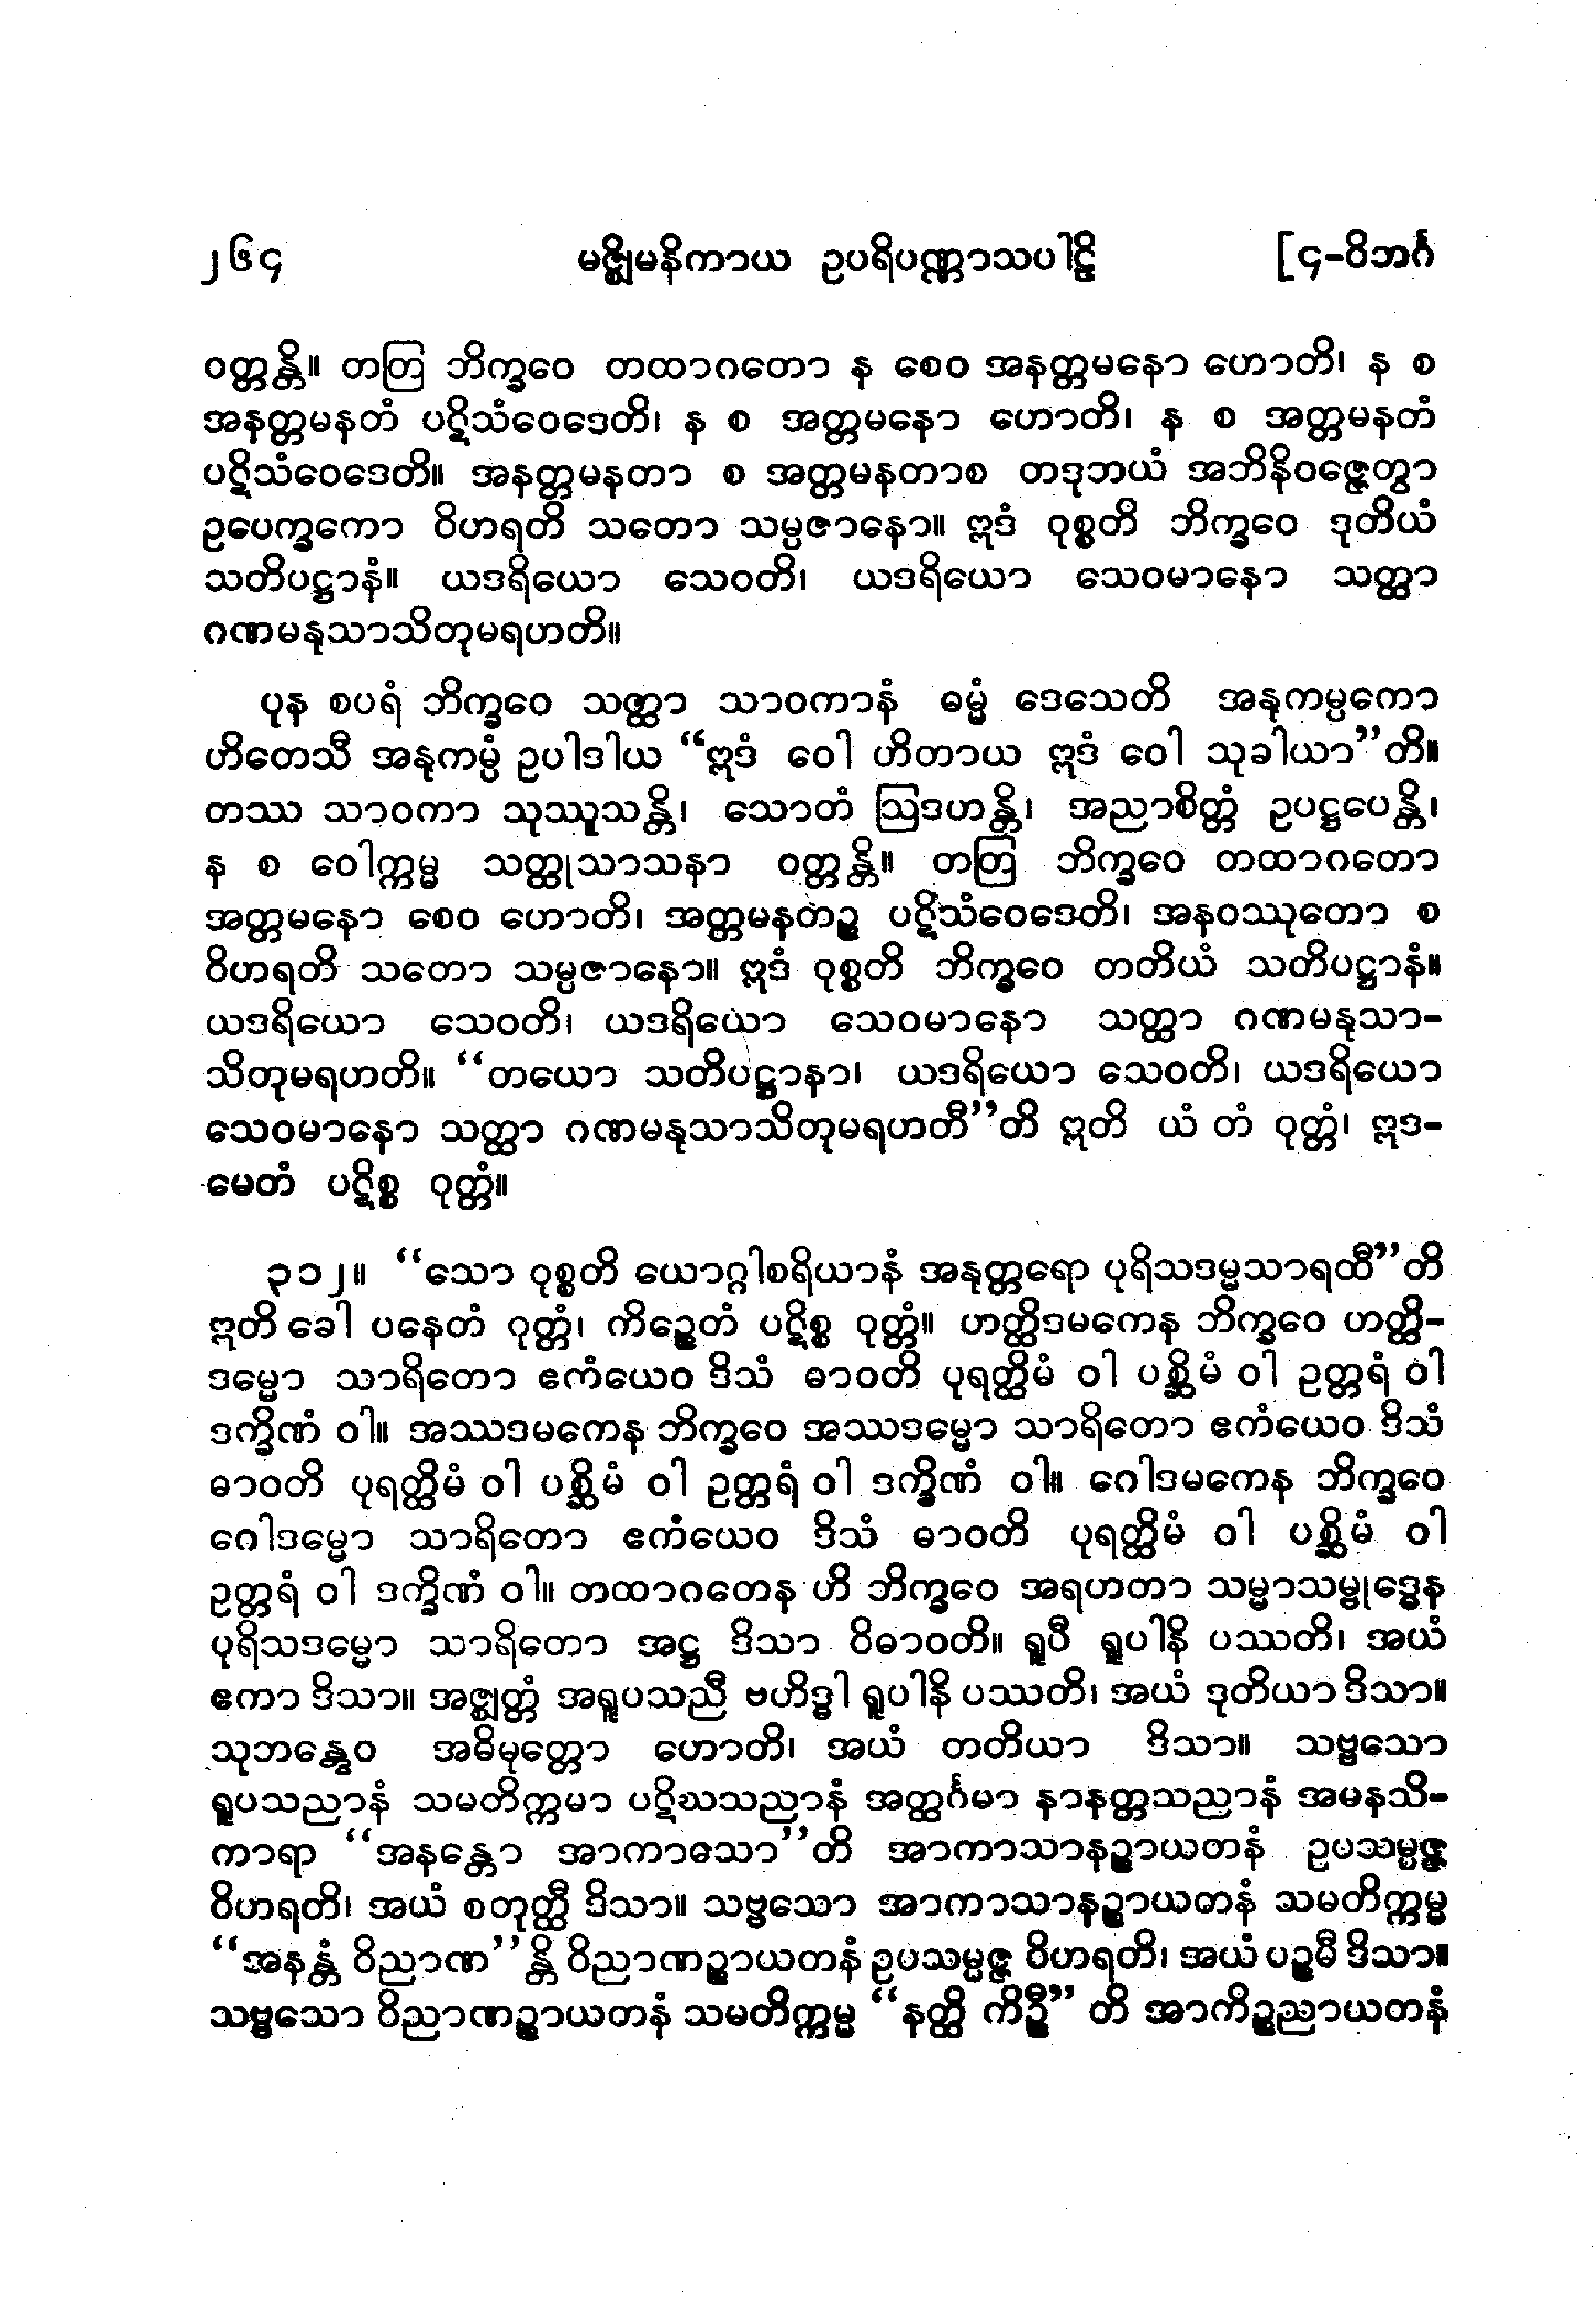 ၂၆၄ မဇ္ဈိမနိကာယ ဥပရိပဏ္ဏာသပါဠိ [၄-ဝိဘင်္ဂ
ဝတ္တန္တိ။ တတြ ဘိက္ခဝေ တထာဂတော န စေဝ အနတ္တမနော ဟောတိ၊ န စ
အနတ္တမနတံ ပဋိသံဝေဒေတိ၊ န စ အတ္တမနော ဟောတိ၊ န စ အတ္တမနတံ
ပဋိသံဝေဒေတိ။ အနတ္တမနတာ စ အတ္တမနတာစ တဒုဘယံ အဘိနိဝဇ္ဇေတွာ
ဥပေက္ခကော ဝိဟရတိ သတော သမ္ပဇာနော။ ဣဒံ ဝုစ္စတိ ဘိက္ခဝေ ဒုတိယံ
သတိပဋ္ဌာနံ။ ယဒရိယော သေဝတိ၊ ယဒရိယော သေဝမာနော သတ္ထာ
ဂဏမနုသာသိတုမရဟတိ။
ပုန စပရံ ဘိက္ခဝေ သတ္ထာ သာဝကာနံ ဓမ္မံ ဒေသေတိ အနုကမ္ပကော
ဟိတေသီ အနုကမ္ပံ ဥပါဒါယ “ဣဒံ ဝေါ ဟိတာယ ဣဒံ ဝေါ သုခါယာ”တိ။
တဿ သာဝကာ သုဿူသန္တိ၊ သောတံ ဩဒဟန္တိ၊ အညာစိတ္တံ ဥပဋ္ဌပေန္တိ၊
န စ ဝေါက္ကမ္မ သတ္ထုသာသနာ ဝတ္တန္တိ။ တတြ ဘိက္ခဝေ တထာဂတော
အတ္တမနော စေဝ ဟောတိ၊ အတ္တမနတဉ္စ ပဋိသံဝေဒေတိ၊ အနဝဿုတော စ
ဝိဟရတိ သတော သမ္ပဇာနော။ ဣဒံ ဝုစ္စတိ ဘိက္ခဝေ တတိယံ သတိပဋ္ဌာနံ။
ယဒရိယော သေဝတိ၊ ယဒရိယော သေဝမာနော သတ္ထာ ဂဏမနုသာ-
သိတုမရဟတိ။ “တယော သတိပဋ္ဌာနာ၊ ယဒရိယော သေဝတိ၊ ယဒရိယော
သေဝမာနော သတ္ထာ ဂဏမနုသာသိတုမရဟတီ”တိ ဣတိ ယံ တံ ဝုတ္တံ၊ ဣဒ-
မေတံ ပဋိစ္စ ဝုတ္တံ။
၃၁၂။ “သော ဝုစ္စတိ ယောဂ္ဂါစရိယာနံ အနုတ္တရော ပုရိသဒမ္မသာရထီ”တိ
ဣတိ ခေါ ပနေတံ ဝုတ္တံ၊ ကိဉ္စေတံ ပဋိစ္စ ဝုတ္တံ။ ဟတ္ထိဒမကေန ဘိက္ခဝေ ဟတ္ထိ-
ဒမ္မော သာရိတော ဧကံယေဝ ဒိသံ ဓာဝတိ ပုရတ္ထိမံ ဝါ ပစ္ဆိမံ ဝါ ဥတ္တရံ ဝါ
ဒက္ခိဏံ ဝါ။ အဿဒမကေန ဘိက္ခဝေ အဿဒမ္မော သာရိတော ဧကံယေဝ ဒိသံ
ဓာဝတိ ပုရတ္ထိမံ ဝါ ပစ္ဆိမံ ဝါ ဥတ္တရံ ဝါ ဒက္ခိဏံ ဝါ။ ဂေါဒမကေန ဘိက္ခဝေ
ဂေါဒမ္မော သာရိတော ဧကံယေဝ ဒိသံ ဓာဝတိ ပုရတ္ထိမံ ဝါ ပစ္ဆိမံ ဝါ
ဥတ္တရံ ဝါ ဒက္ခိဏံ ဝါ။ တထာဂတေန ဟိ ဘိက္ခဝေ အရဟတာ သမ္မာသမ္ဗုဒ္ဓေန
ပုရိသဒမ္မော သာရိတော အဋ္ဌ ဒိသာ ဝိဓာဝတိ။ ရူပီ ရူပါနိ ပဿတိ၊ အယံ
ဧကာ ဒိသာ။ အဇ္ဈတ္တံ အရူပသညီ ဗဟိဒ္ဓါ ရူပါနိ ပဿတိ၊ အယံ ဒုတိယာ ဒိသာ။
သုဘန္တွေဝ အဓိမုတ္တော ဟောတိ၊ အယံ တတိယာ ဒိသာ။ သဗ္ဗသော
ရူပသညာနံ သမတိက္ကမာ ပဋိဃသညာနံ အတ္ထင်္ဂမာ နာနတ္တသညာနံ အမနသိ-
ကာရာ “အနန္တော အာကာသော”တိ အာကာသာနဉ္စာယတနံ ဥပသမ္ပဇ္ဇ
ဝိဟရတိ၊ အယံ စတုတ္ထီ ဒိသာ။ သဗ္ဗသော အာကာသာနဉ္စာယတနံ သမတိက္ကမ္မ
“အနန္တံ ဝိညာဏ”န္တိ ဝိညာဏဉ္စာယတနံ ဥပသမ္ပဇ္ဇ ဝိဟရတိ၊ အယံ ပဉ္စမီ ဒိသာ။
သဗ္ဗသော ဝိညာဏဉ္စာယတနံ သမတိက္ကမ္မ “နတ္ထိ ကိဉ္စီ” တိ အာကိဉ္စညာယတနံ